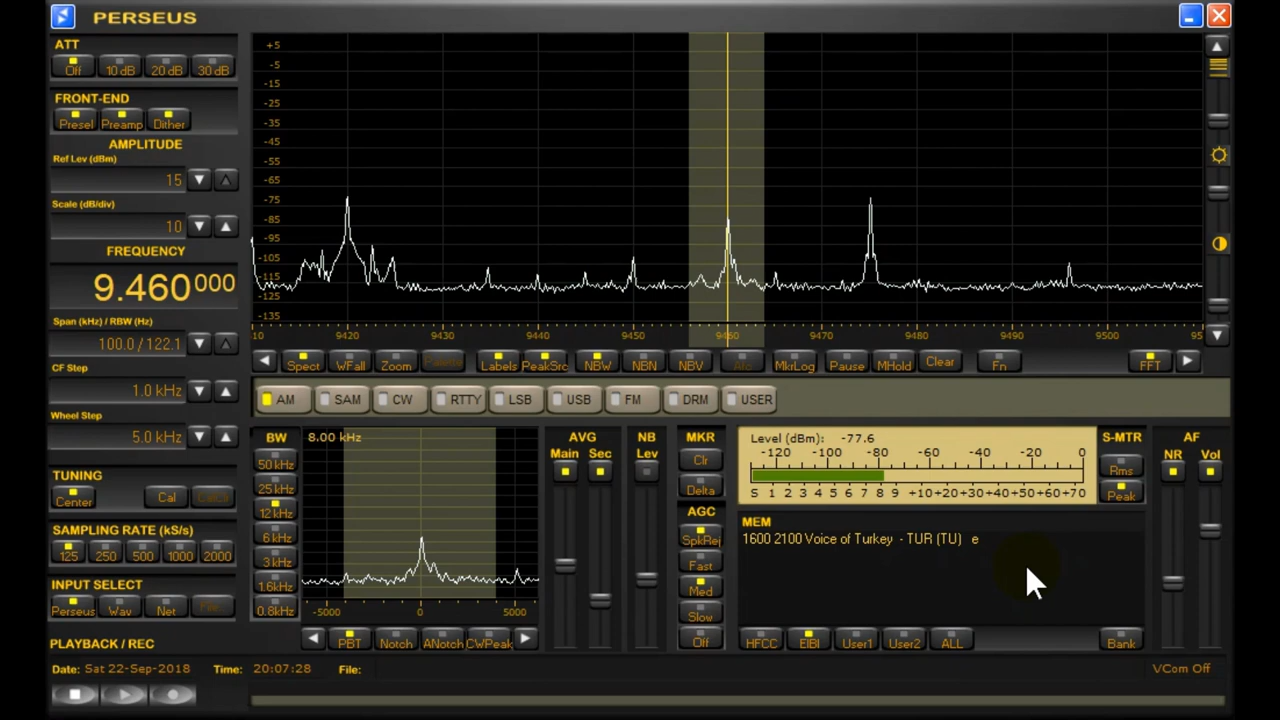 PERSEUS
ATT
Off 10 dB 20 dB 30 dB
FRONT-END
Presel Preamp Dither
AMPLITUDE
Ref Lev (dBm)
15
Scale (dB/div)
10
FREQUENCY
9.460000
Span (kHz) / RBW (Hz)
100.0 / 122.1
CF Step
1.0 kHz
Wheel Step
5.0 kHz
TUNING
Center Cal
SAMPLING RATE (kS/s)
125 250 500 1000 2000
INPUT SELECT
Perseus Wav Net
PLAYBACK / REC
+5
-5
-15
-25
-35
-45
-55
-65
-75
-85
-95
-105
-115
-125
-135
10 9420 9430 9440 9450 9460 9470 9480 9490 9500 95
Spect WFall Zoom Palette Labels PeakSrc NBW NBN NBV Afc MkrLog Pause MHold Clear Fn FFT
AM SAM CW RTTY LSB USB FM DRM USER
BW
50 kHz
25 kHz
12 kHz
6 kHz
3 kHz
1.6kHz
0.8kHz
8.00 kHz
-5000 0 5000
PBT Notch ANotch CWPeak
AVG
Main Sec
NB
Lev
MKR
Clr
Delta
AGC
SpkRej
Fast
Med
Slow
Off
Level (dBm): -77.6
-120 -100 -80 -60 -40 -20 0
S 1 2 3 4 5 6 7 8 9 +10+20+30+40+50+60+70
S-MTR
Rms
Peak
AF
NR Vol
MEM
1600 2100 Voice of Turkey - TUR (TU) e
HFCC EIBI User1 User2 ALL Bank
Date: Sat 22-Sep-2018 Time: 20:07:28 File: VCom Off